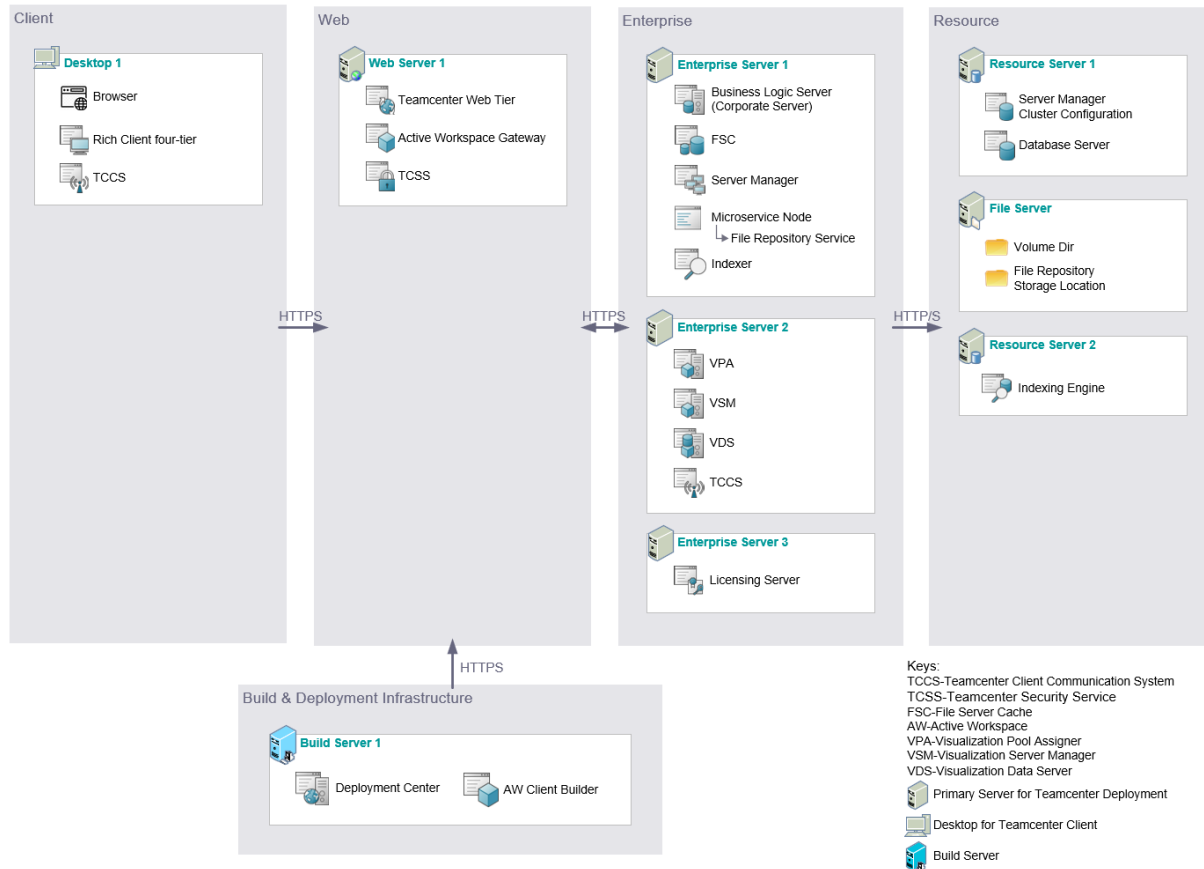 Client
Desktop 1
Browser
Rich Client four-tier
TCCS
HTTPS
Web
Web Server 1
Teamcenter Web Tier
Active Workspace Gateway
TCSS
HTTPS
Enterprise
Enterprise Server 1
Business Logic Server
(Corporate Server)
FSC
Server Manager
Microservice Node
File Repository Service
Indexer
Enterprise Server 2
VPA
VSM
VDS
TCCS
Enterprise Server 3
Licensing Server
HTTP/S
Resource
Resource Server 1
Server Manager
Cluster Configuration
Database Server
File Server
Volume Dir
File Repository
Storage Location
Resource Server 2
Indexing Engine
HTTPS
Build & Deployment Infrastructure
Build Server 1
Deployment Center
AW Client Builder
Keys:
TCCS-Teamcenter Client Communication System
TCSS-Teamcenter Security Service
FSC-File Server Cache
AW-Active Workspace
VPA-Visualization Pool Assigner
VSM-Visualization Server Manager
VDS-Visualization Data Server
Primary Server for Teamcenter Deployment
Desktop for Teamcenter Client
Build Server